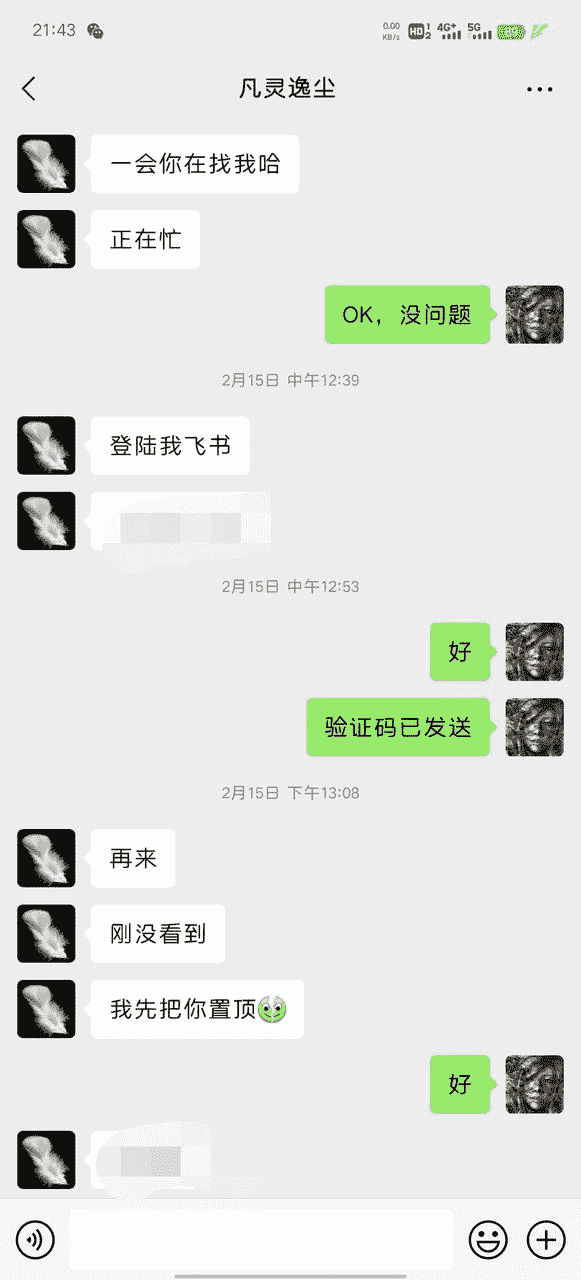 21:43
0.00 KB/s HD 1 2 4G+ 5G
凡灵逸尘
一会你在找我哈
正在忙
OK，没问题
2月15日 中午12:39
登陆我飞书
2月15日 中午12:53
好
验证码已发送
2月15日 下午13:08
再来
刚没看到
我先把你置顶
好